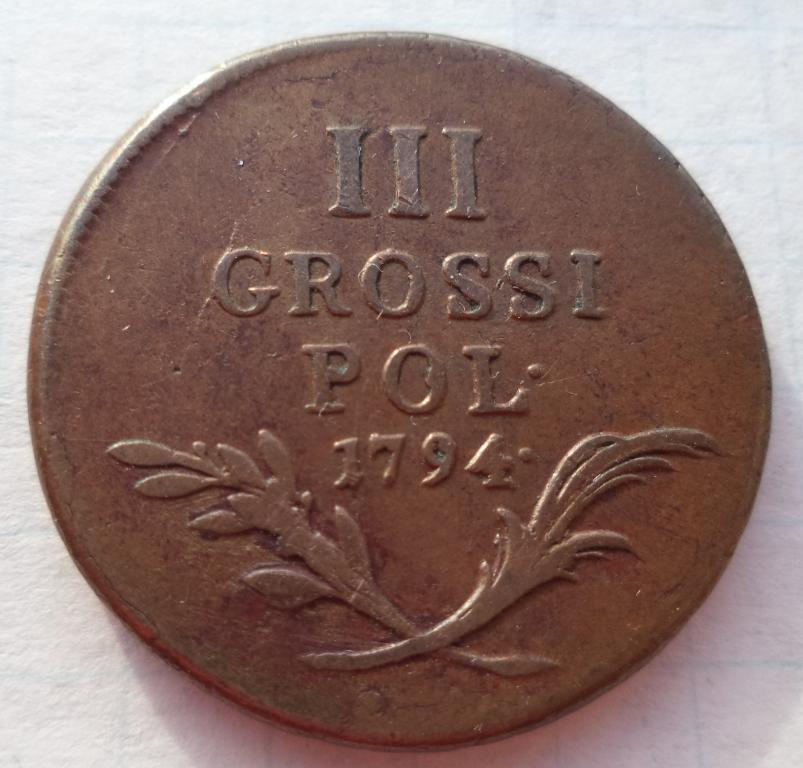 III
GROSSI
POL·
1794·